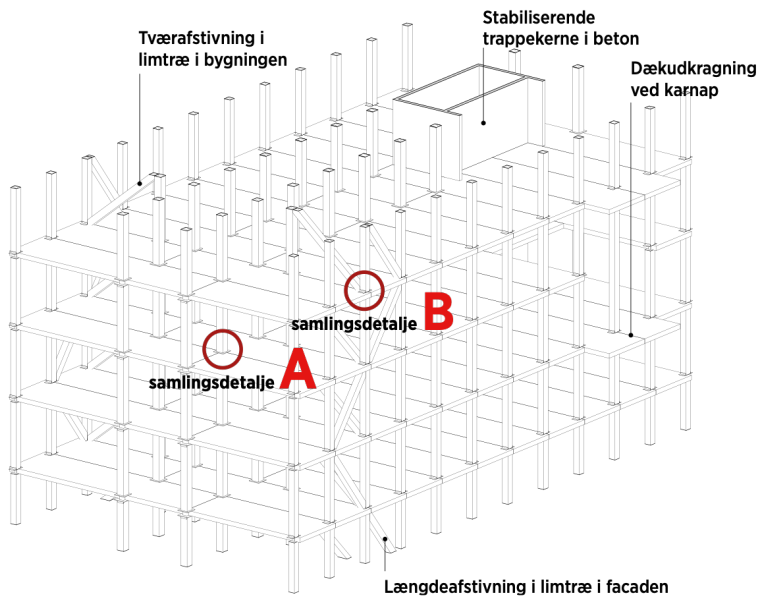 Stabiliserende
trappekerne i beton
Tværafstivning i
limtræ i bygningen
Dækudkragning
ved karnap
samlingsdetalje B
samlingsdetalje A
Længdeafstivning i limtræ i facaden